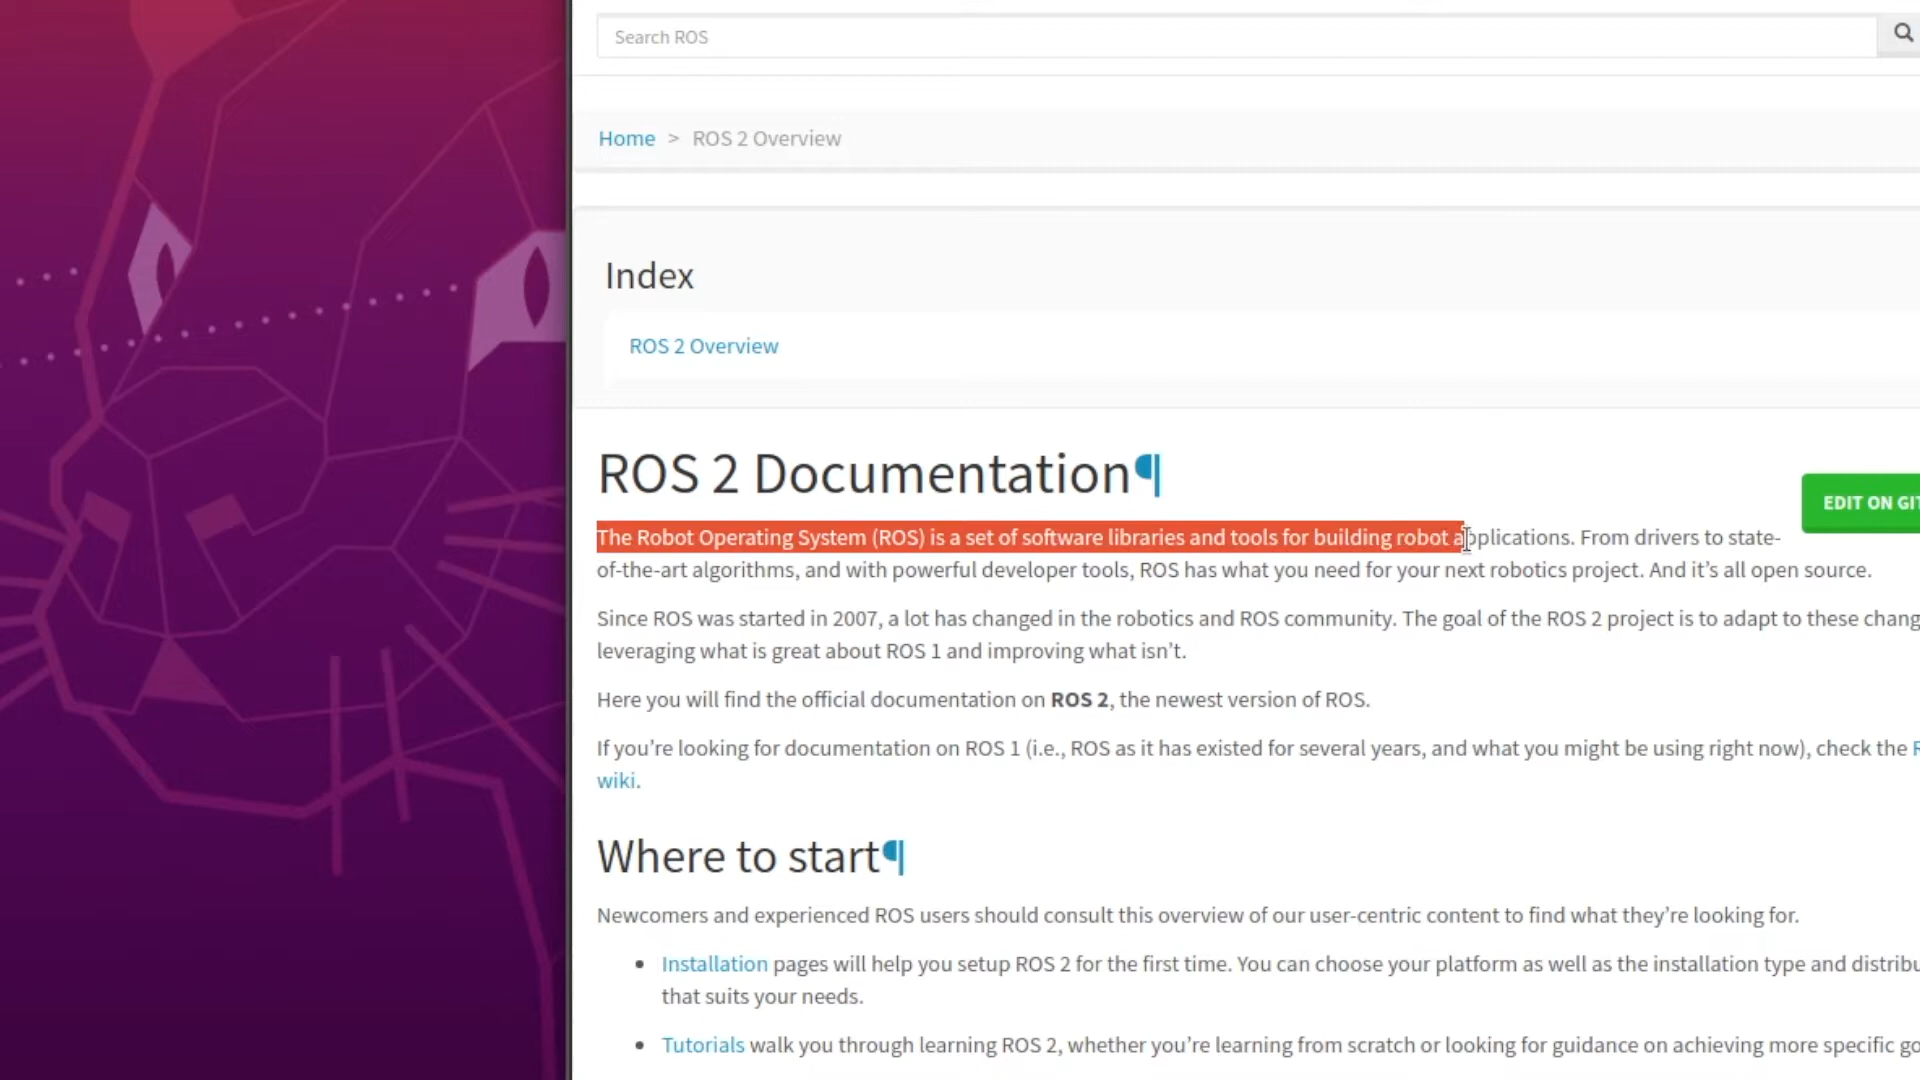 Search ROS
Home > ROS 2 Overview
Index
ROS 2 Overview
ROS 2 Documentation¶
EDIT ON
The Robot Operating System (ROS) is a set of software libraries and tools for building robot applications. From drivers to state-
of-the-art algorithms, and with powerful developer tools, ROS has what you need for your next robotics project. And it’s all open source.
Since ROS was started in 2007, a lot has changed in the robotics and ROS community. The goal of the ROS 2 project is to adapt to these
leveraging what is great about ROS 1 and improving what isn’t.
Here you will find the official documentation on ROS 2, the newest version of ROS.
If you’re looking for documentation on ROS 1 (i.e., ROS as it has existed for several years, and what you might be using right now), check the
wiki.
Where to start¶
Newcomers and experienced ROS users should consult this overview of our user-centric content to find what they’re looking for.
• Installation pages will help you setup ROS 2 for the first time. You can choose your platform as well as the installation type and
that suits your needs.
• Tutorials walk you through learning ROS 2, whether you’re learning from scratch or looking for guidance on achieving more specific